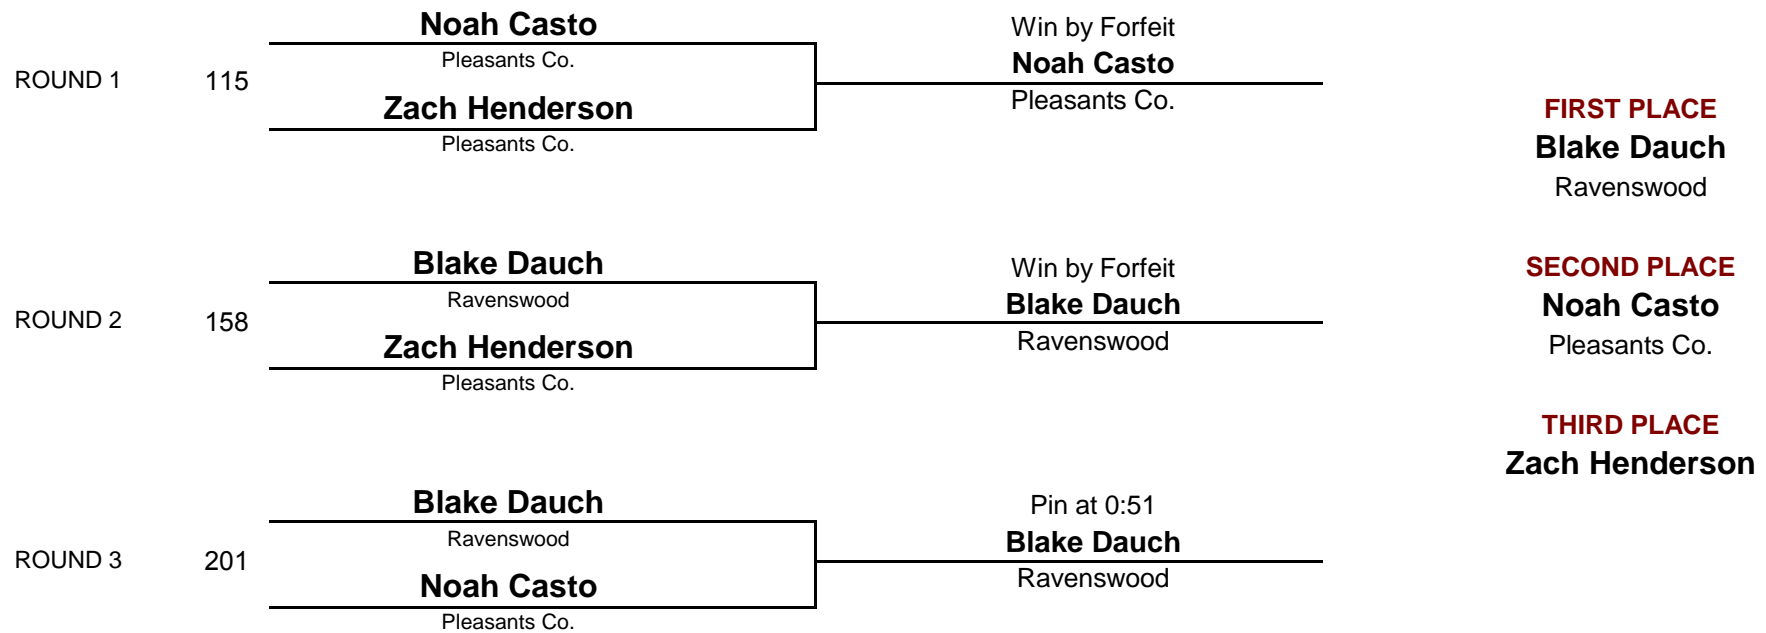 Noah Casto
Pleasants Co.
ROUND 1
115
Zach Henderson
Pleasants Co.
Win by Forfeit
Noah Casto
Pleasants Co.
Blake Dauch
Ravenswood
ROUND 2
158
Zach Henderson
Pleasants Co.
Win by Forfeit
Blake Dauch
Ravenswood
Blake Dauch
Ravenswood
ROUND 3
201
Noah Casto
Pleasants Co.
Pin at 0:51
Blake Dauch
Ravenswood
FIRST PLACE
Blake Dauch
Ravenswood
SECOND PLACE
Noah Casto
Pleasants Co.
THIRD PLACE
Zach Henderson